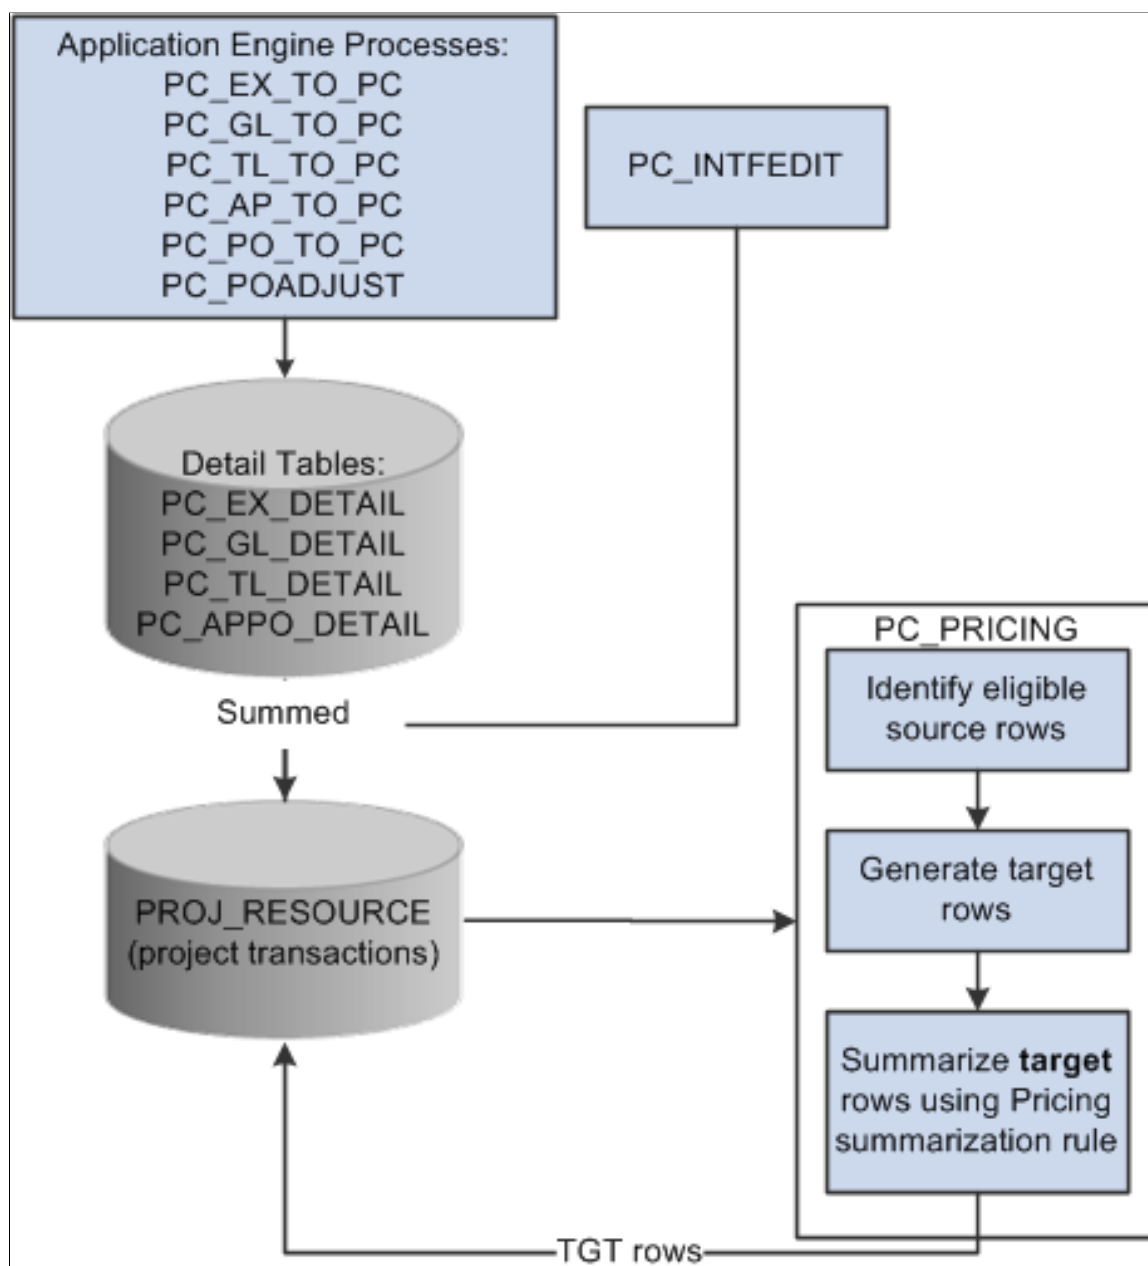 Application Engine Processes:
PC_EX_TO_PC
PC_GL_TO_PC
PC_TL_TO_PC
PC_AP_TO_PC
PC_PO_TO_PC
PC_POADJUST
PC_INTFEDIT
Detail Tables:
PC_EX_DETAIL
PC_GL_DETAIL
PC_TL_DETAIL
PC_APPO_DETAIL
Summed
PROJ_RESOURCE
(project transactions)
PC_PRICING
Identify eligible
source rows
Generate target
rows
Summarize target
rows using Pricing
summarization rule
TGT rows